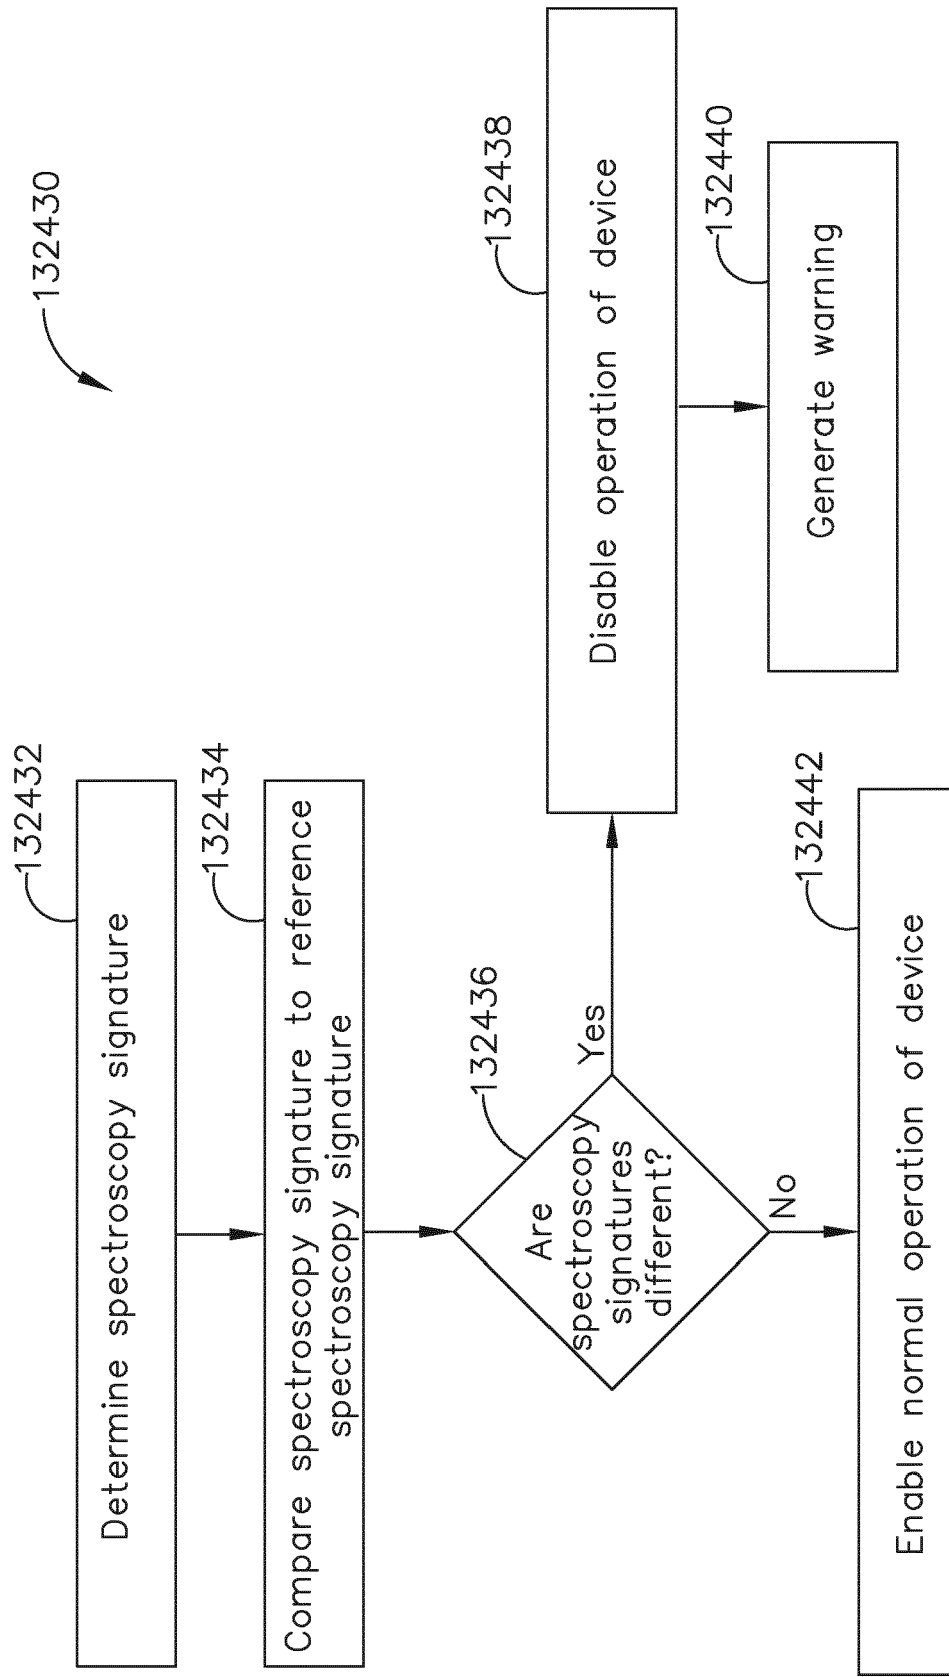 132430
132432
Determine spectroscopy signature
132434
Compare spectroscopy signature to reference
spectroscopy signature
132436
Are
spectroscopy
signatures
different?
Yes
132438
Disable operation of device
132440
Generate warning
No
132442
Enable normal operation of device